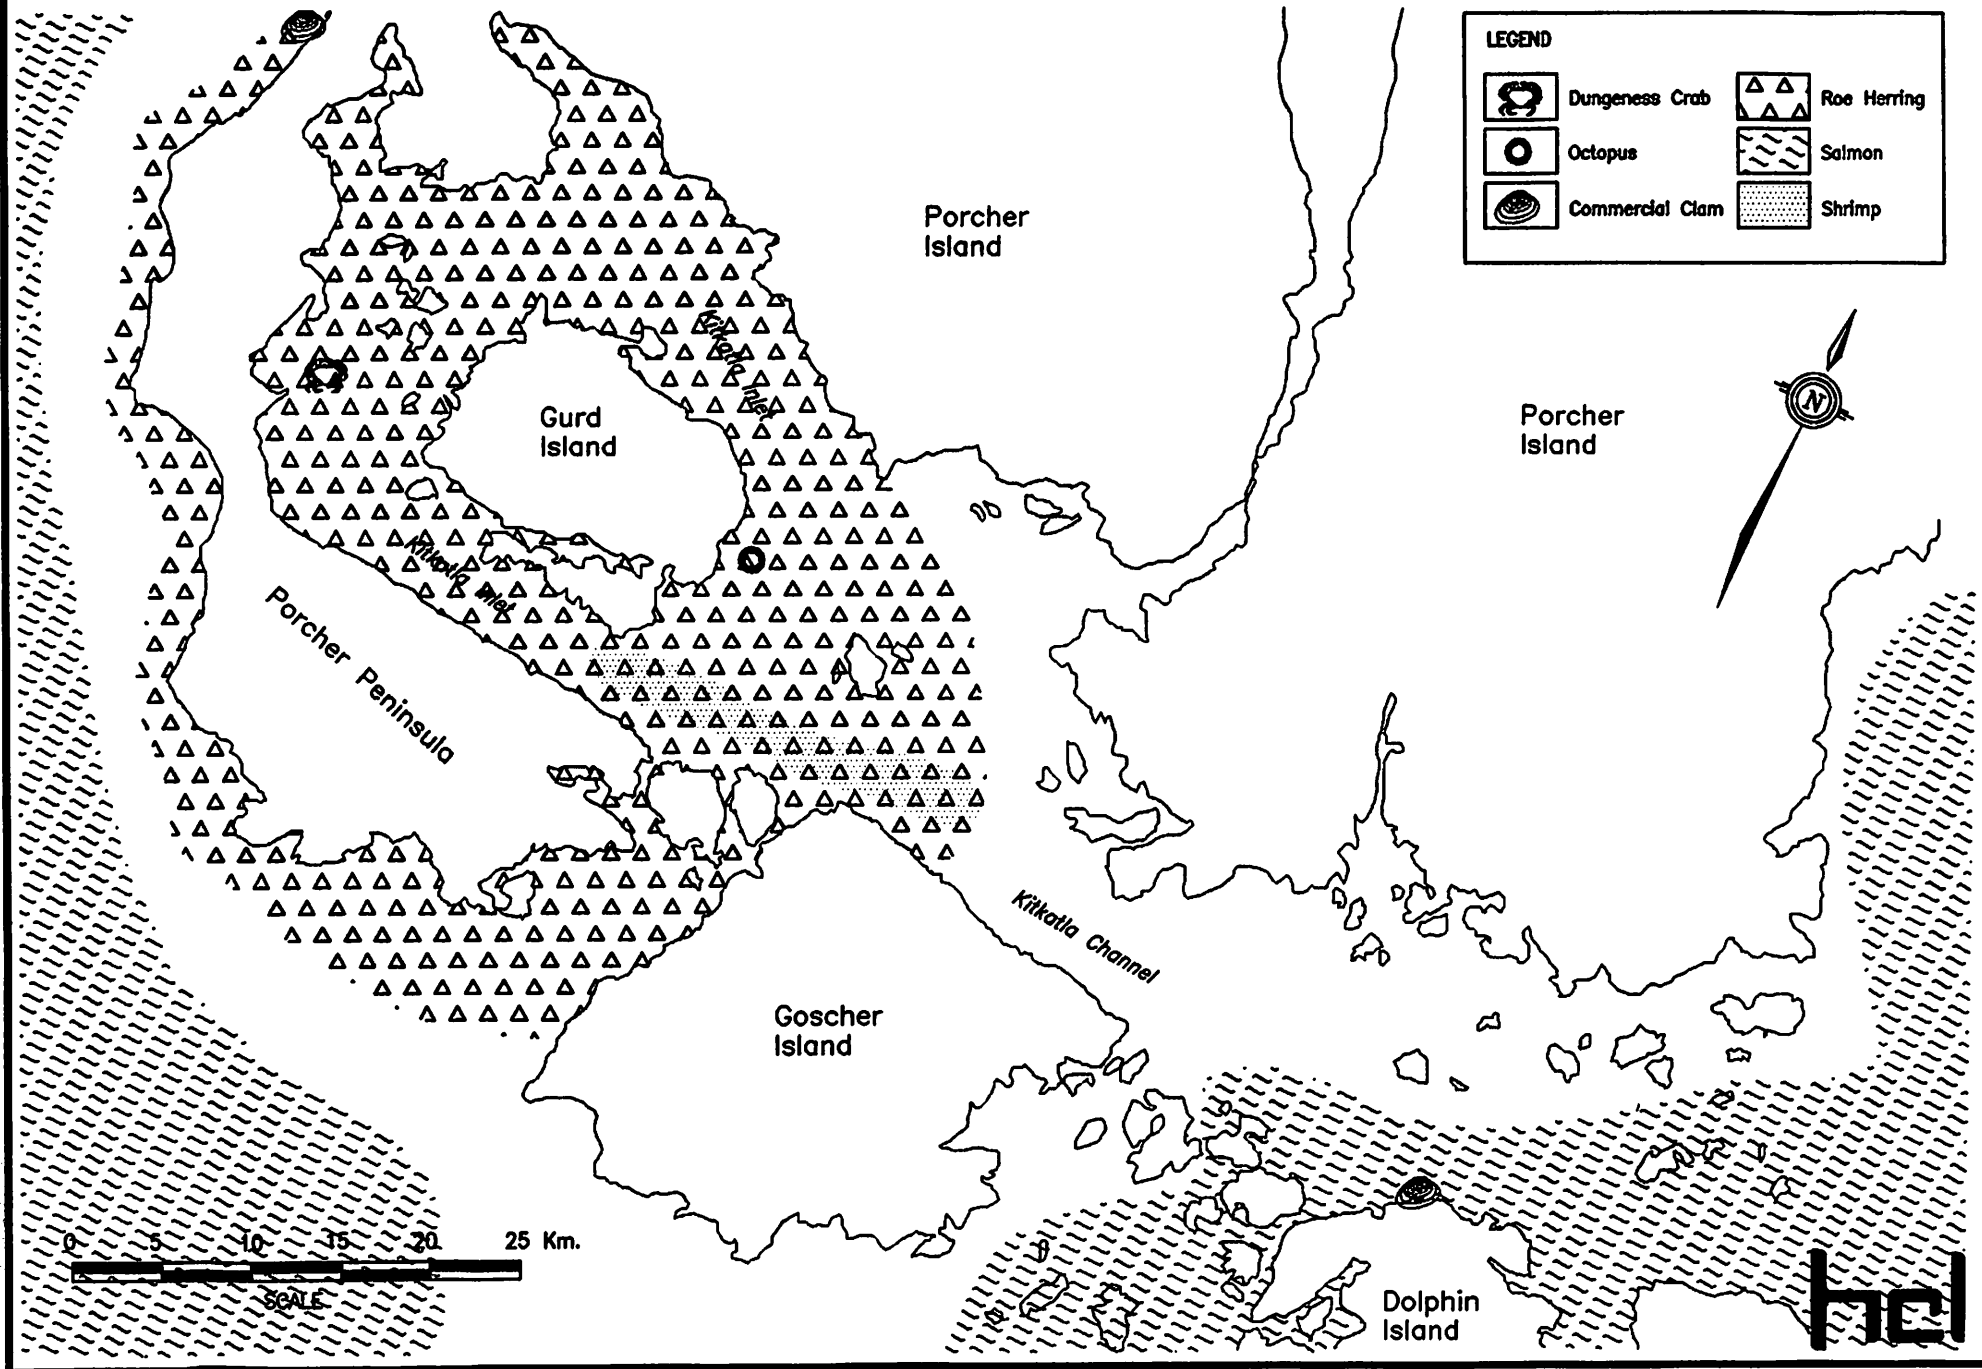 LEGEND
Dungeness Crab
Roe Herring
Octopus
Salmon
Commercial Clam
Shrimp
Porcher
Island
Kitkatla Inlet
N
Porcher
Island
Gurd
Island
Kitkatla Inlet
Porcher Peninsula
Kitkatla Channel
Goscher
Island
0 5 10 15 20 25 Km.
SCALE
Dolphin
Island
hcl